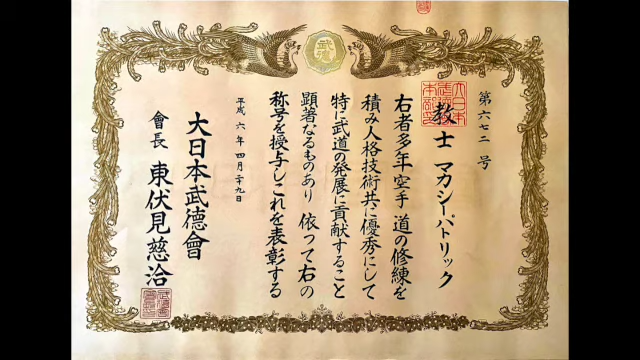 武徳
第六七二号
教士 マカシーパトリック
右者多年空手道の修練を
積み人格技術共に優秀にして
特に武道の発展に貢献すること
顕著なるものあり 依つて右の
称号を授与しこれを表彰する
平成六年四月二十九日
大日本武德會
會長 東伏見慈洽